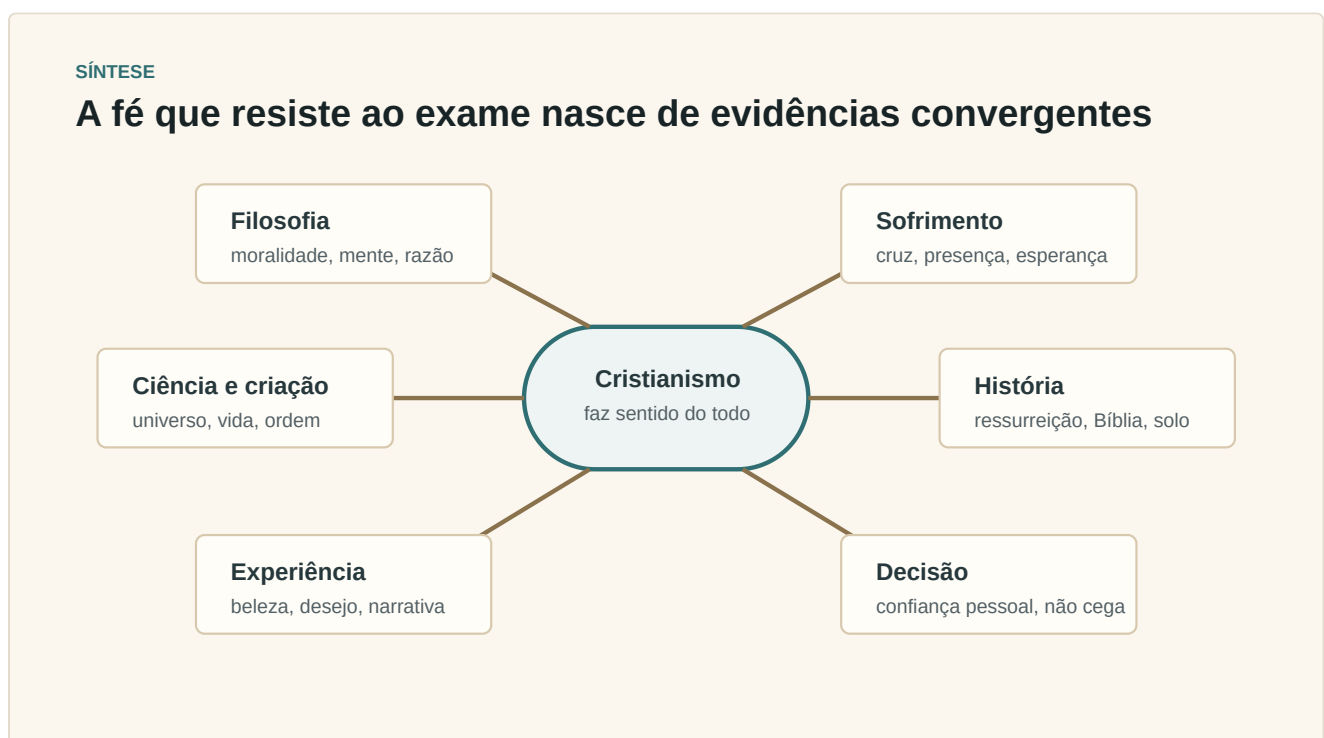 SÍNTESE
A fé que resiste ao exame nasce de evidências convergentes
Filosofia
moralidade, mente, razão
Sofrimento
cruz, presença, esperança
Ciência e criação
universo, vida, ordem
Cristianismo
faz sentido do todo
História
ressurreição, Bíblia, solo
Experiência
beleza, desejo, narrativa
Decisão
confiança pessoal, não cega